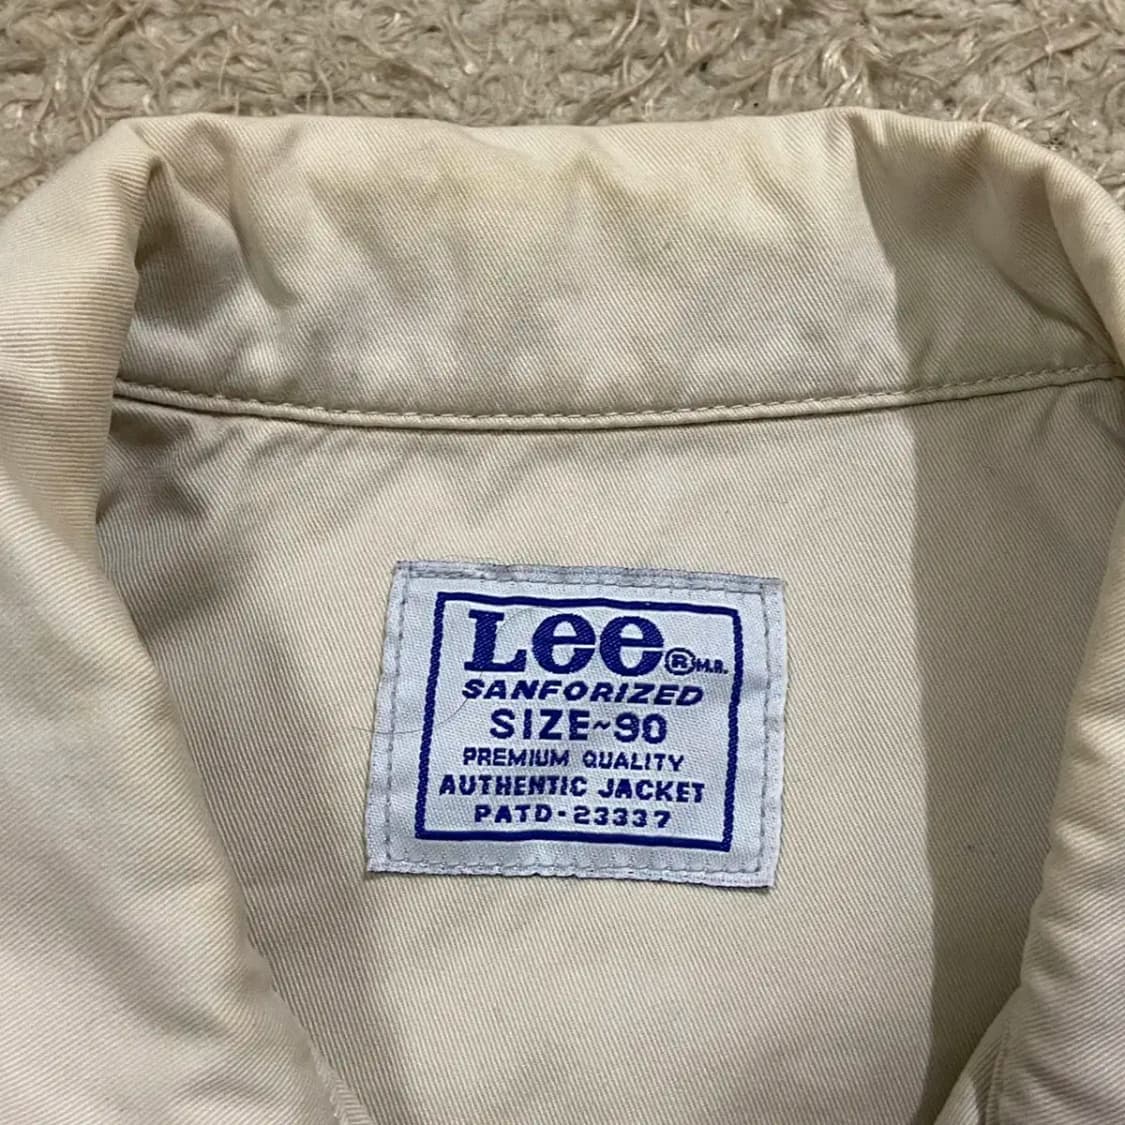 Lee ® M.R.
SANFORIZED
SIZE~90
PREMIUM QUALITY
AUTHENTIC JACKET
PATD-23337